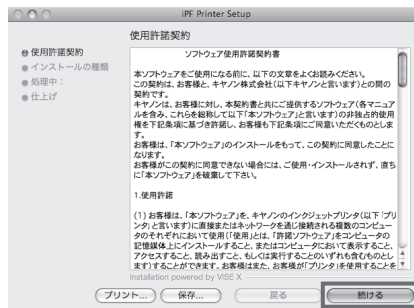 iPF Printer Setup
使用許諾契約
使用許諾契約
インストールの種類
処理中：
仕上げ
ソフトウェア使用許諾契約書
本ソフトウェアをご使用になる前に、以下の文章をよくお読みください。
この契約は、お客様と、キヤノン株式会社（以下キヤノンと言います）との間の
契約です。
キヤノンは、お客様に対し、本契約書と共にご提供するソフトウェア（各マニュア
ルを含み、これらを総称して以下「本ソフトウェア」と言います）の非独占的使用
権を下記条項に基づき許諾し、お客様も下記条項にご同意いただくものとしま
す。
お客様は、「本ソフトウェア」のインストールをもって、この契約に同意したことに
なります。
お客様がこの契約に同意できない場合には、ご使用・インストールされず、直ち
に「本ソフトウェア」を破棄して下さい。
1.使用許諾
（1）お客様は、「本ソフトウェア」を、キヤノンのインクジェットプリンタ（以下「プリ
ンタ」と言います）に直接またはネットワークを通じ接続される複数のコンピュー
タのそれぞれにおいて使用（「使用」とは、「許諾ソフトウェア」をコンピュータの
記憶媒体上にインストールすること、またはコンピュータにおいて表示すること、
アクセスすること、読み出すこと、もしくは実行することのいずれも含むものとし
ます）することができます。お客様はまた、お客様が「プリンタ」を使用することを
Installation powered by VISE X
プリント...
保存...
戻る
続ける